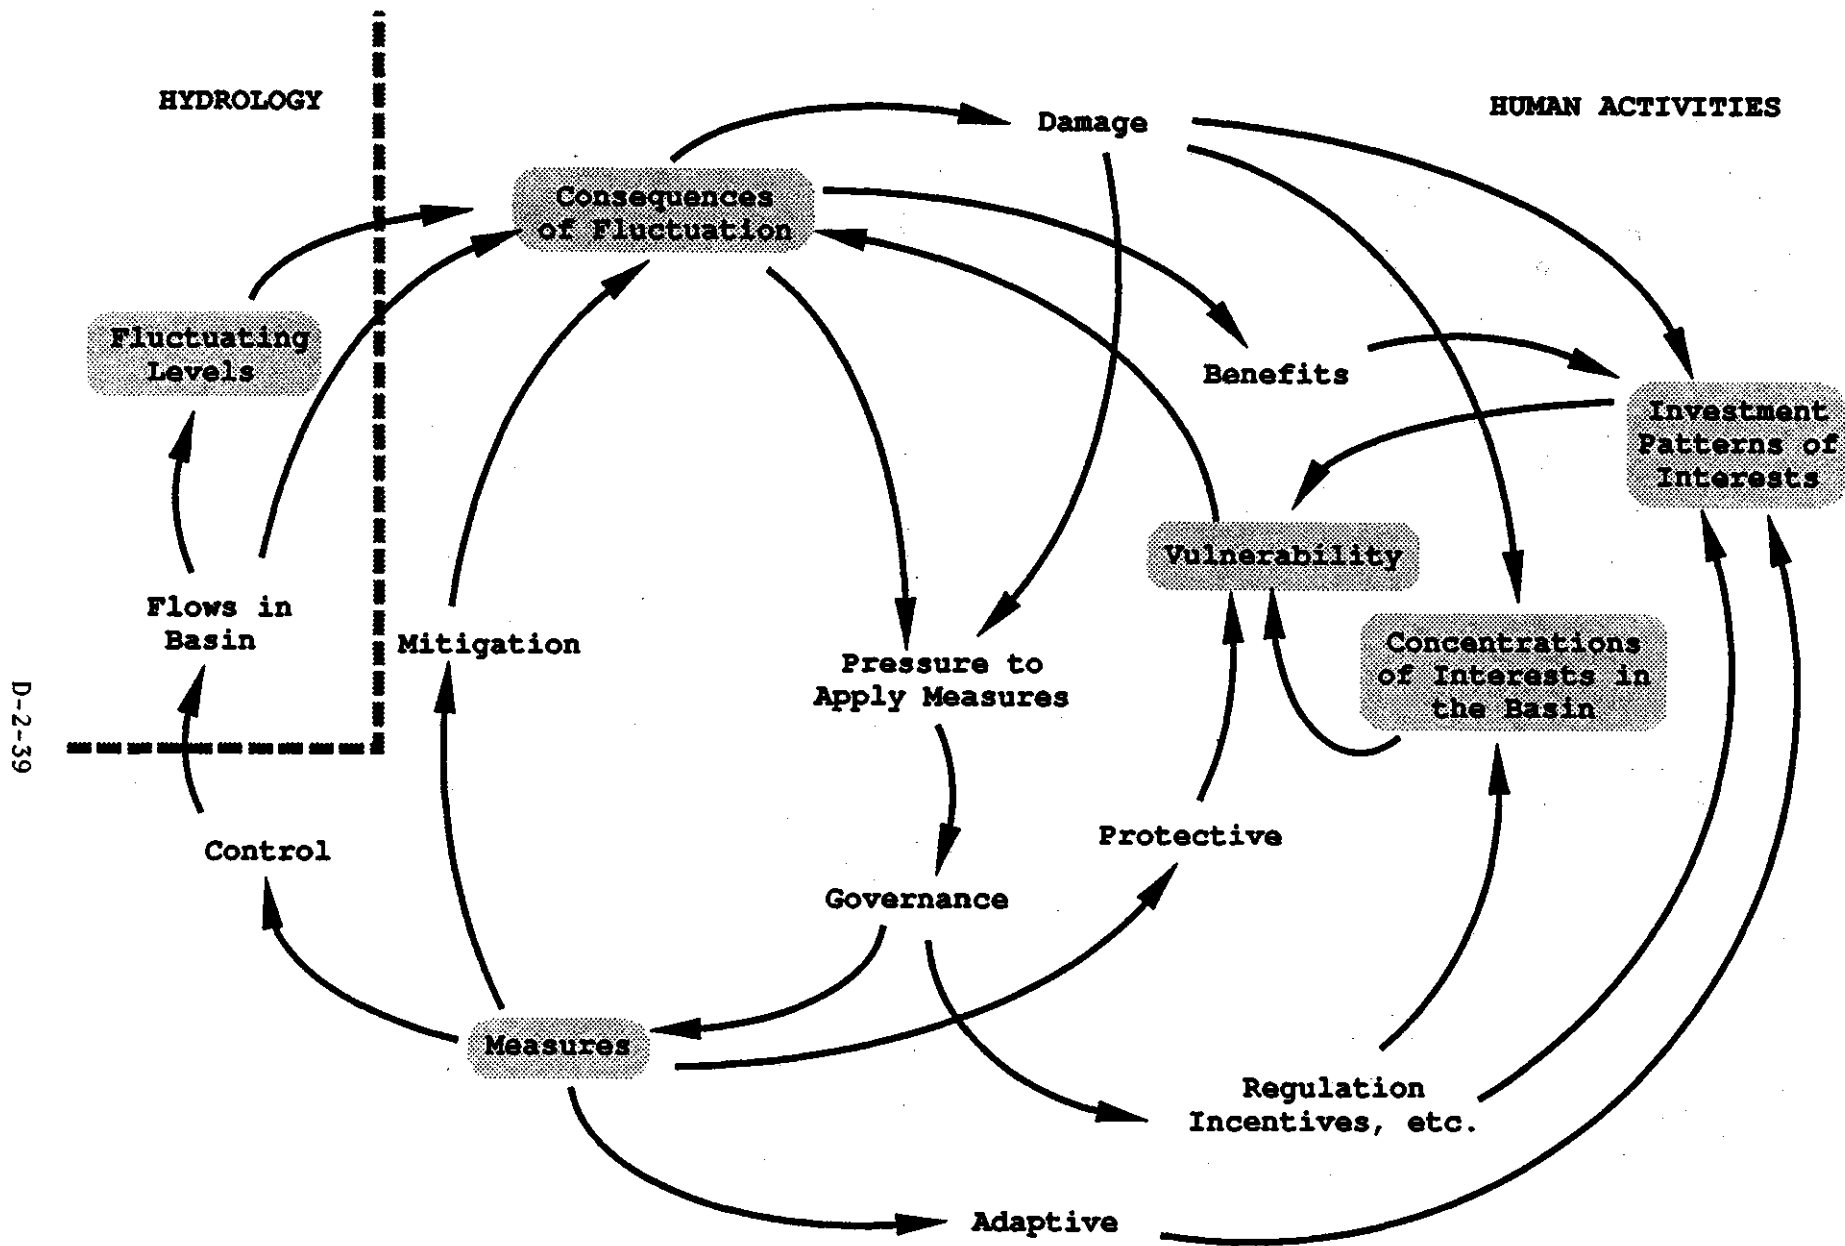 HYDROLOGY
HUMAN ACTIVITIES
Damage
Consequences
of Fluctuation
Fluctuating
Levels
Benefits
Investment
Patterns of
Interests
Vulnerability
Flows in
Basin
Mitigation
Pressure to
Apply Measures
Concentrations
of Interests in
the Basin
D-2-39
Control
Protective
Governance
Measures
Regulation
Incentives, etc.
Adaptive